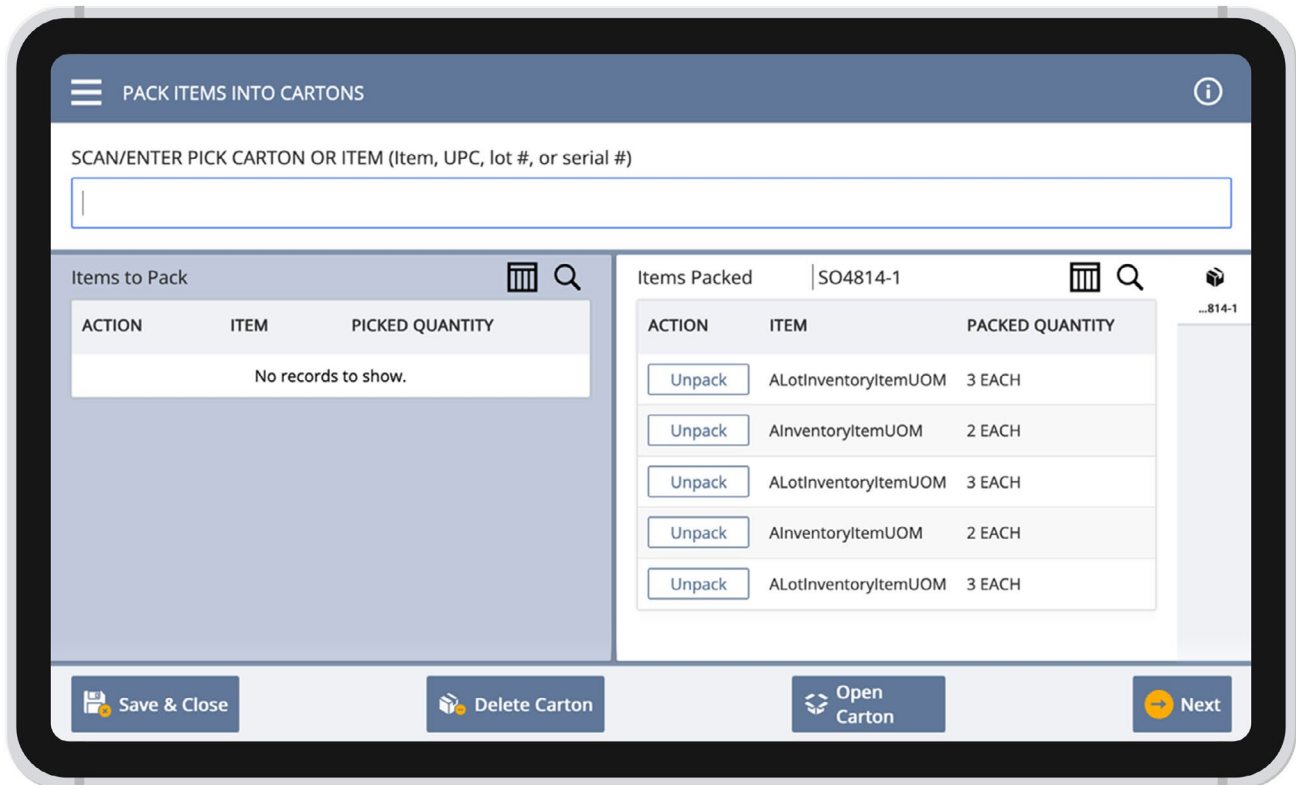 PACK ITEMS INTO CARTONS
SCAN/ENTER PICK CARTON OR ITEM (Item, UPC, lot #, or serial #)
Items to Pack
ACTION ITEM PICKED QUANTITY
No records to show.
Items Packed SO4814-1
...814-1
ACTION ITEM PACKED QUANTITY
Unpack ALotInventoryItemUOM 3 EACH
Unpack AInventoryItemUOM 2 EACH
Unpack ALotInventoryItemUOM 3 EACH
Unpack AInventoryItemUOM 2 EACH
Unpack ALotInventoryItemUOM 3 EACH
Save & Close
Delete Carton
Open
Carton
Next